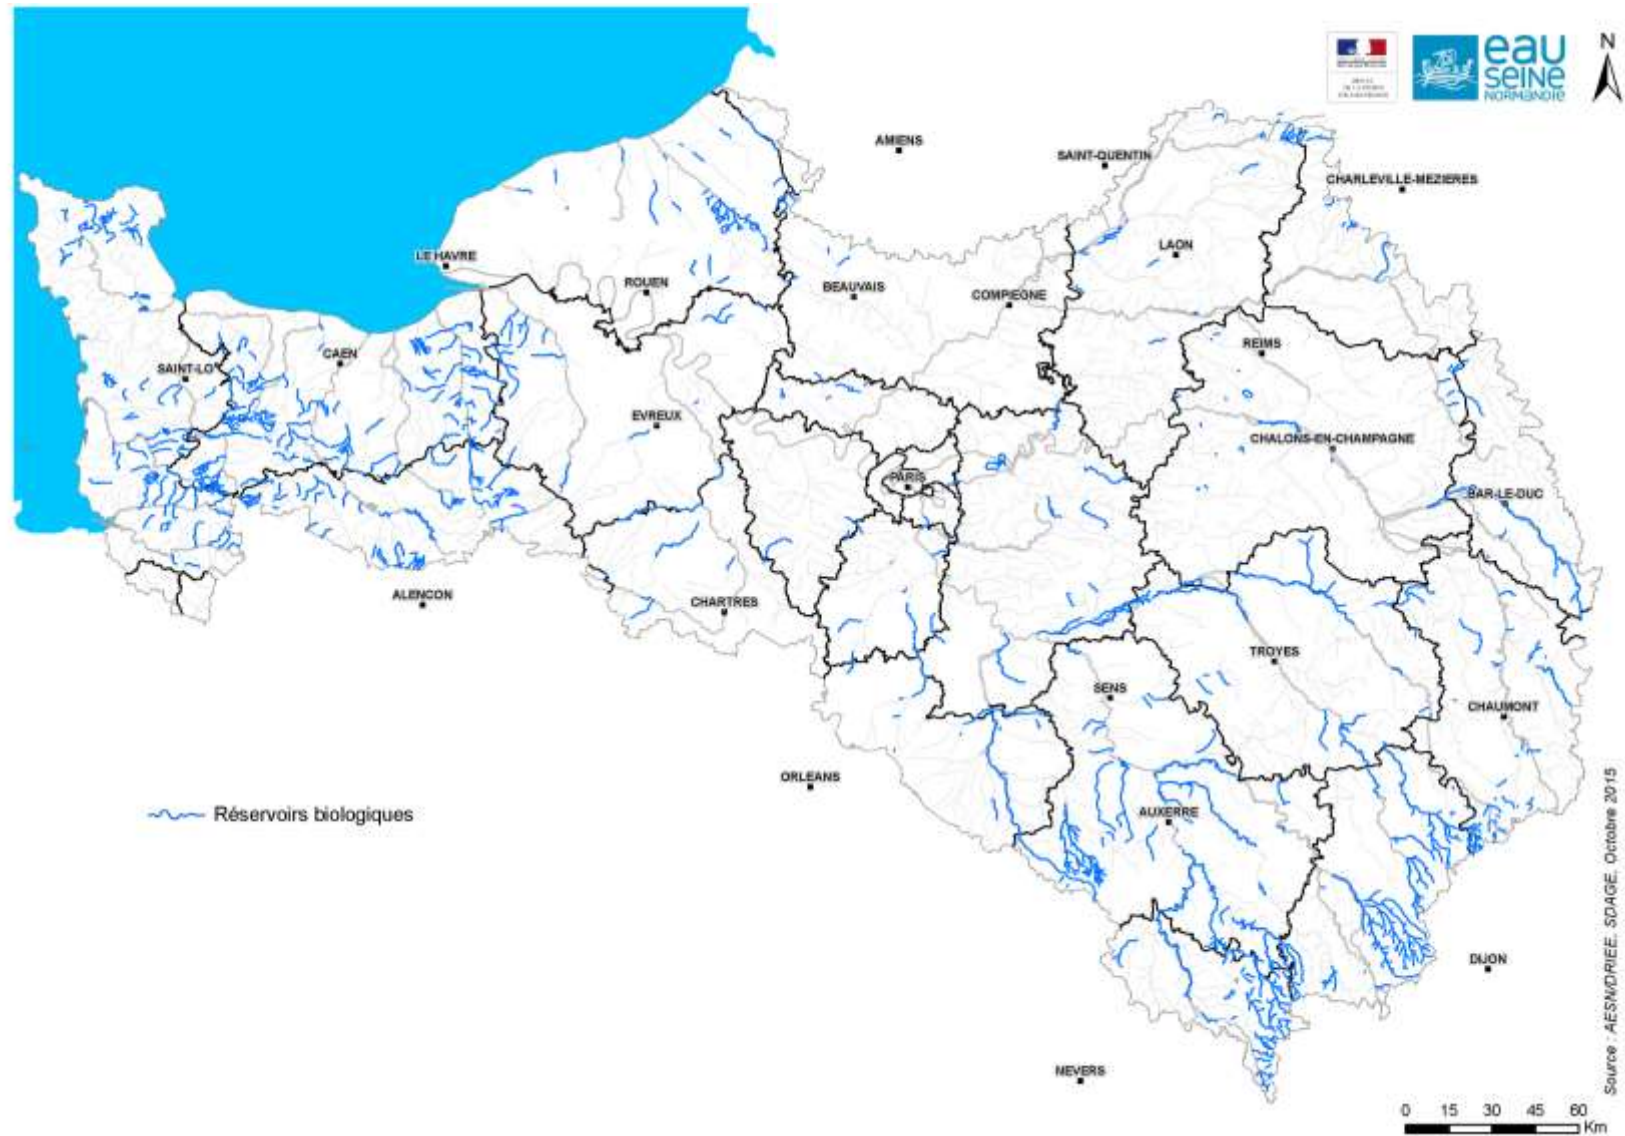 eau
SEINE
NORMANDIE
N
AMIENS
SAINT-QUENTIN
CHARLEVILLE-MEZIERES
LAON
LE HAVRE
ROUEN
BEAUVAIS
COMPIEGNE
REIMS
CAEN
SAINT-LO
EVREUX
CHALONS-EN-CHAMPAGNE
PARIS
BAR-LE-DUC
ALENCON
CHARTRES
TROYES
SENS
CHAUMONT
ORLEANS
AUXERRE
Réservoirs biologiques
DIJON
NEVERS
Source : AESN/DRIEE, SDAGE, Octobre 2015
0 15 30 45 60
Km